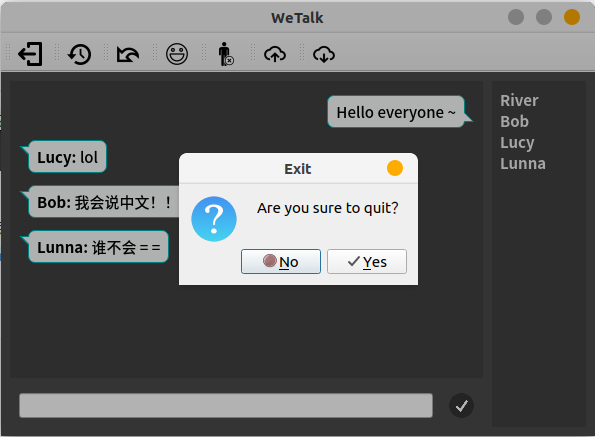 WeTalk
Hello everyone ~
Lucy: lol
Bob: 我会说中文！！
Lunna: 谁不会 = =
River
Bob
Lucy
Lunna
Exit
Are you sure to quit?
No
Yes